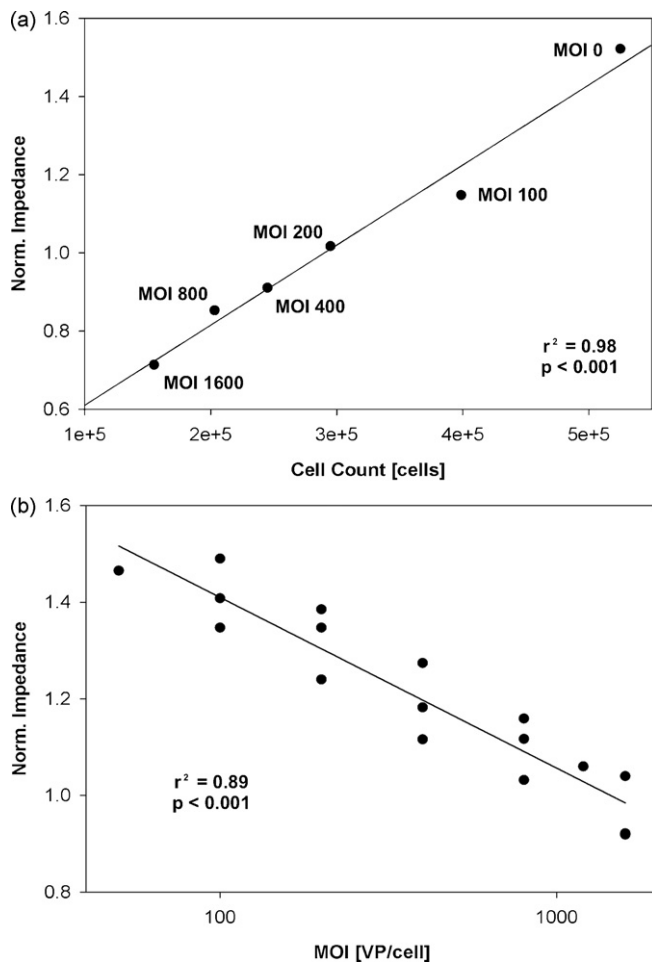 (a)
1.6
1.4
1.2
1.0
0.8
0.6
Norm. Impedance
MOI 0
MOI 100
MOI 200
MOI 800
MOI 400
MOI 1600
r² = 0.98
p < 0.001
1e+5 2e+5 3e+5 4e+5 5e+5
Cell Count [cells]
(b)
1.6
1.4
1.2
1.0
0.8
Norm. Impedance
r² = 0.89
p < 0.001
100 1000
MOI [VP/cell]